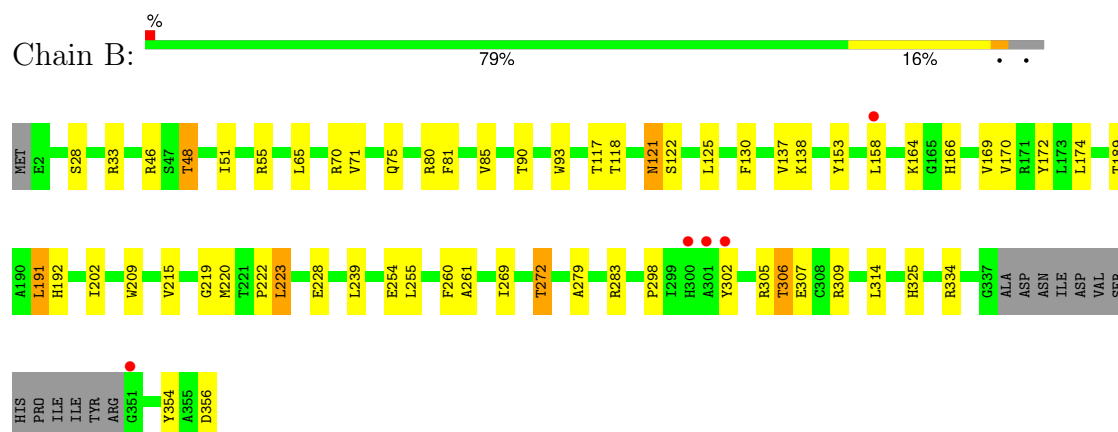 %
Chain B:
79% 16% • •
MET E2 S28 R33 R46 S47 T48 I51 R55 L65 R70 V71 Q75 R80 F81 V85 T90 W93 T117 T118 N121 S122 L125 F130 V137 K138 Y153 L158 K164 G165 H166 V169 V170 R171 Y172 L173 L174 T189
A190 L191 H192 I202 W209 V215 G219 M220 T221 P222 L223 E228 L239 E254 L255 F260 A261 I269 T272 A279 R283 P298 I299 H300 A301 Y302 R305 T306 E307 C308 R309 L314 H325 R334 G337 ALA ASP ASN ILE ASP VAL SER
HIS PRO ILE ILE TYR ARG G351 Y354 A355 D356